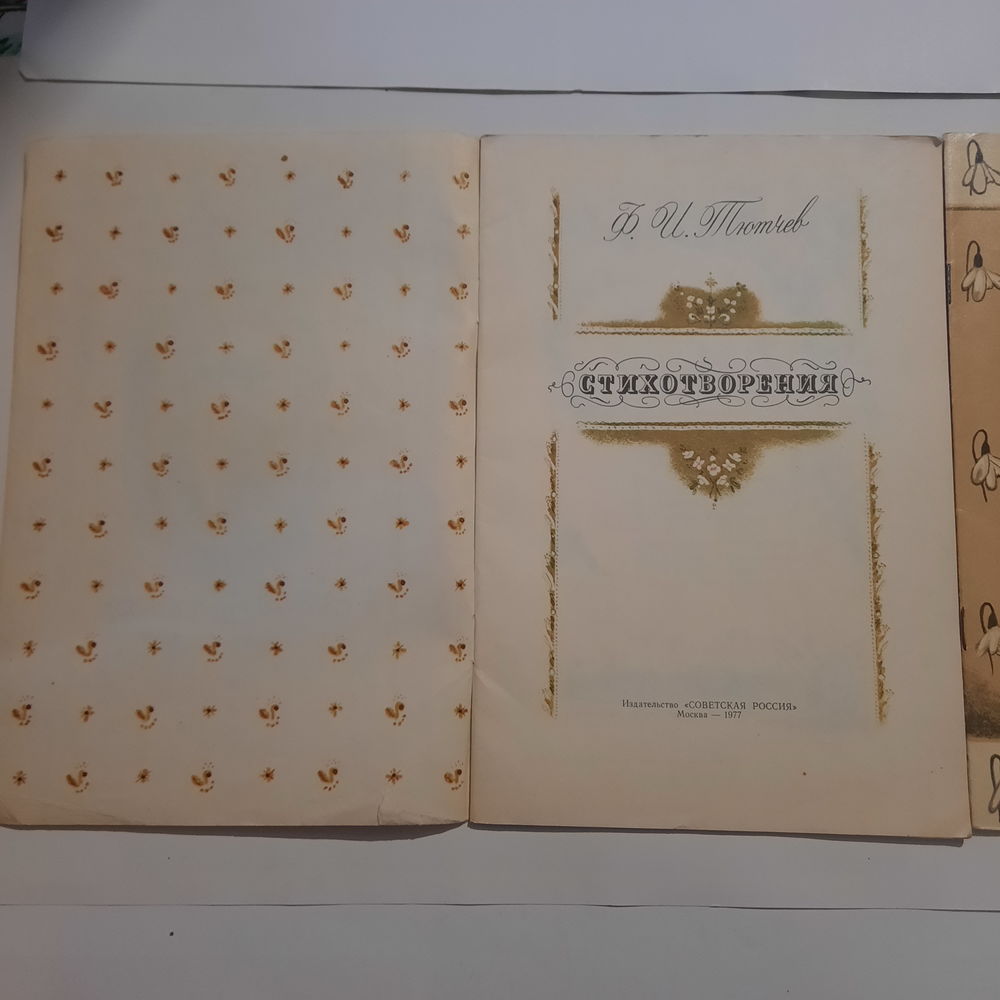 Ф. И. Тютчев
СТИХОТВОРЕНИЯ
Издательство «СОВЕТСКАЯ РОССИЯ»
Москва — 1977